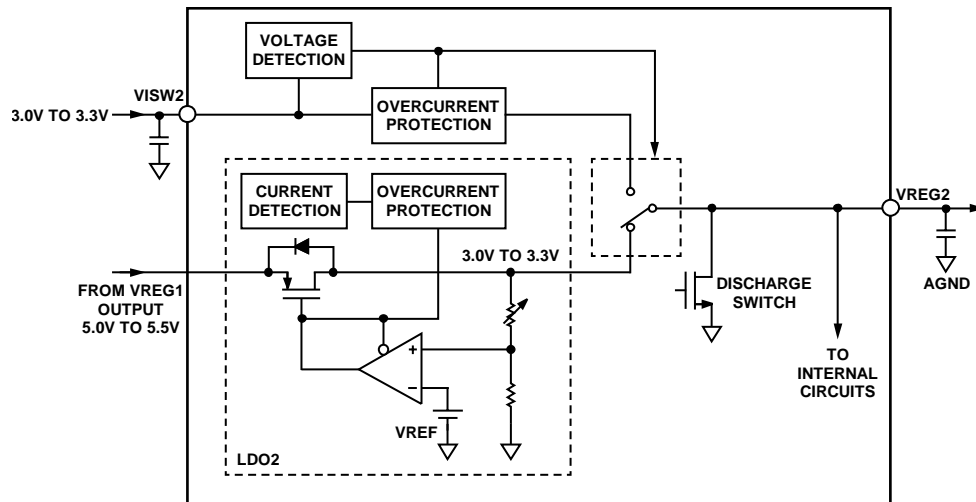 VOLTAGE
DETECTION
VISW2
3.0V TO 3.3V
OVERCURRENT
PROTECTION
CURRENT
DETECTION
OVERCURRENT
PROTECTION
VREG2
3.0V TO 3.3V
FROM VREG1
OUTPUT
5.0V TO 5.5V
DISCHARGE
SWITCH
AGND
+
−
TO
INTERNAL
CIRCUITS
VREF
LDO2